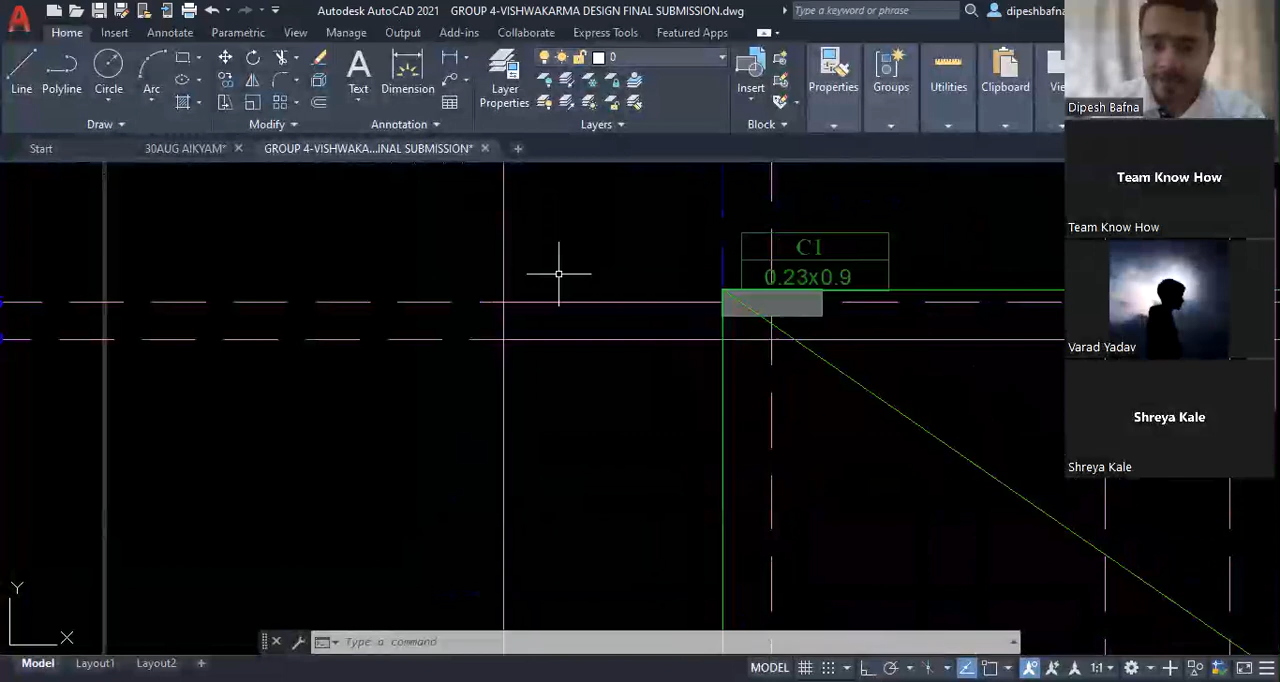 Autodesk AutoCAD 2021 GROUP 4-VISHWAKARMA DESIGN FINAL SUBMISSION.dwg
Type a keyword or phrase
dipeshbafna
Home Insert Annotate Parametric View Manage Output Add-ins Collaborate Express Tools Featured Apps
0
Line Polyline Circle Arc Text Dimension Layer Properties Insert Properties Groups Utilities Clipboard
Draw Modify Annotation Layers Block
Start 30AUG AIKYAM* GROUP 4-VISHWAKA...INAL SUBMISSION*
Dipesh Bafna
Team Know How
Team Know How
C1
0.23x0.9
Varad Yadav
Shreya Kale
Shreya Kale
Y
X
Type a command
Model Layout1 Layout2
MODEL 1:1